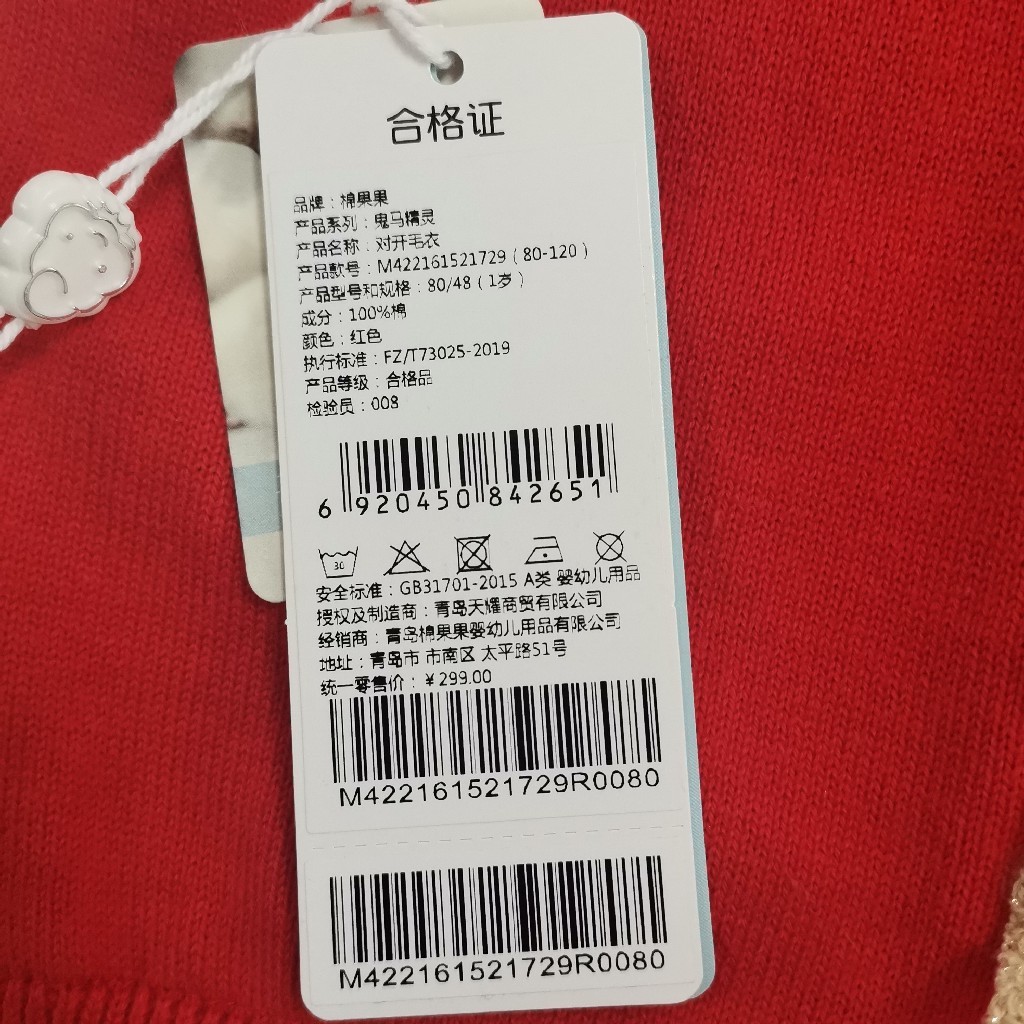 合格证
品牌：棉果果
产品系列：鬼马精灵
产品名称：对开毛衣
产品款号：M422161521729（80-120）
产品型号和规格：80/48（1岁）
成分：100%棉
颜色：红色
执行标准：FZ/T73025-2019
产品等级：合格品
检验员：008
6 920450 842651
30
安全标准：GB31701-2015 A类 婴幼儿用品
授权及制造商：青岛天耀商贸有限公司
经销商：青岛棉果果婴幼儿用品有限公司
地址：青岛市 市南区 太平路51号
统一零售价：￥299.00
M422161521729R0080
M422161521729R0080